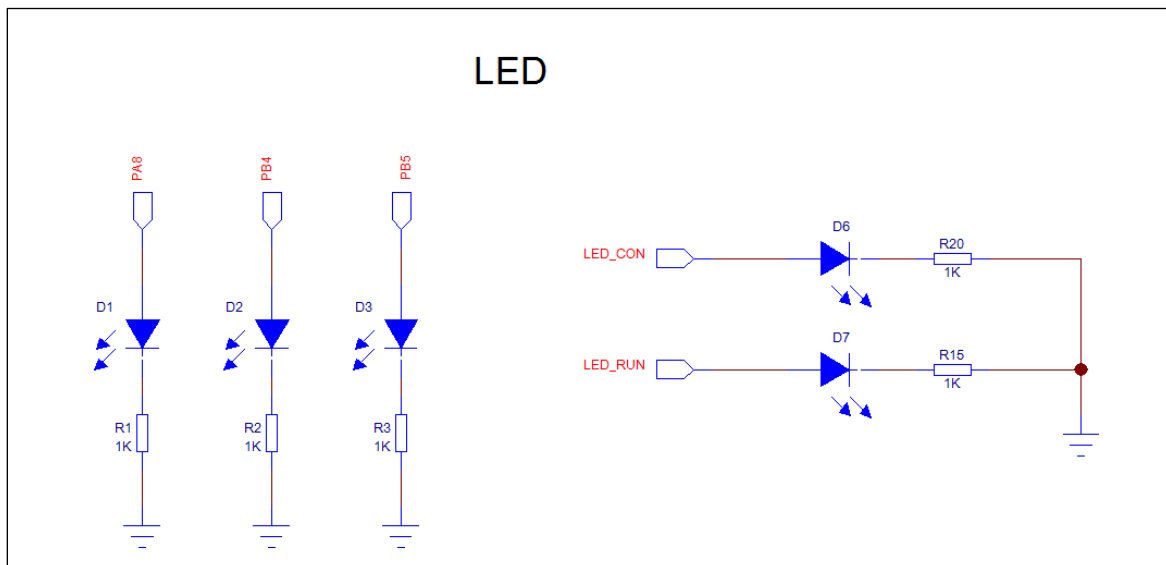 LED
PA8
PB4
PB5
D1
D2
D3
R1
1K
R2
1K
R3
1K
LED_CON
D6
R20
1K
LED_RUN
D7
R15
1K